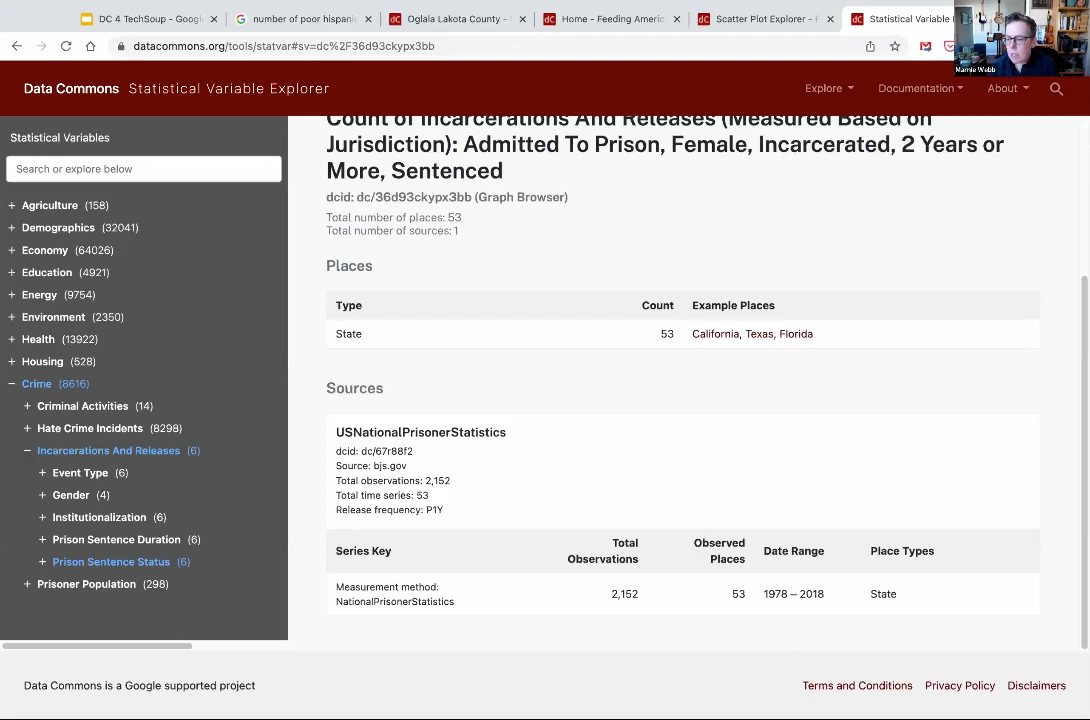 DC 4 TechSoup - Googl
number of poor hispani
Oglala Lakota County -
Home - Feeding Americ
Scatter Plot Explorer - F
Statistical Variable
datacommons.org/tools/statvar#sv=dc%2F36d93ckypx3bb
Marnie Webb
Data Commons Statistical Variable Explorer
Explore
Documentation
About
Statistical Variables
Search or explore below
+ Agriculture (158)
+ Demographics (32041)
+ Economy (64026)
+ Education (4921)
+ Energy (9754)
+ Environment (2350)
+ Health (13922)
+ Housing (528)
− Crime (8616)
+ Criminal Activities (14)
+ Hate Crime Incidents (8298)
− Incarcerations And Releases (6)
+ Event Type (6)
+ Gender (4)
+ Institutionalization (6)
+ Prison Sentence Duration (6)
+ Prison Sentence Status (6)
+ Prisoner Population (298)
Count of Incarcerations And Releases (Measured Based on
Jurisdiction): Admitted To Prison, Female, Incarcerated, 2 Years or
More, Sentenced
dcid: dc/36d93ckypx3bb (Graph Browser)
Total number of places: 53
Total number of sources: 1
Places
Type Count Example Places
State 53 California, Texas, Florida
Sources
USNationalPrisonerStatistics
dcid: dc/67r88f2
Source: bjs.gov
Total observations: 2,152
Total time series: 53
Release frequency: P1Y
Series Key
Total
Observations
Observed
Places
Date Range
Place Types
Measurement method:
NationalPrisonerStatistics
2,152
53
1978 – 2018
State
Data Commons is a Google supported project
Terms and Conditions
Privacy Policy
Disclaimers